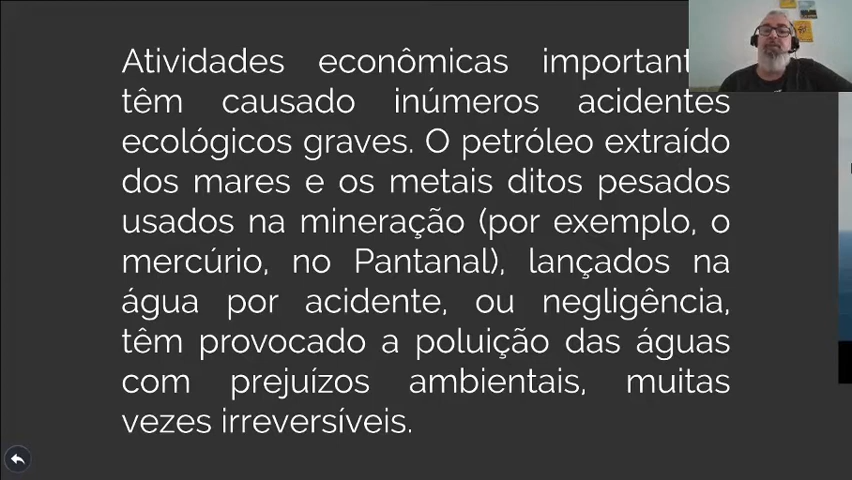 Atividades econômicas
têm causado inúmeros acidentes
ecológicos graves. O petróleo extraído
dos mares e os metais ditos pesados
usados na mineração (por exemplo, o
mercúrio, no Pantanal), lançados na
água por acidente, ou negligência,
têm provocado a poluição das águas
com prejuízos ambientais, muitas
vezes irreversíveis.